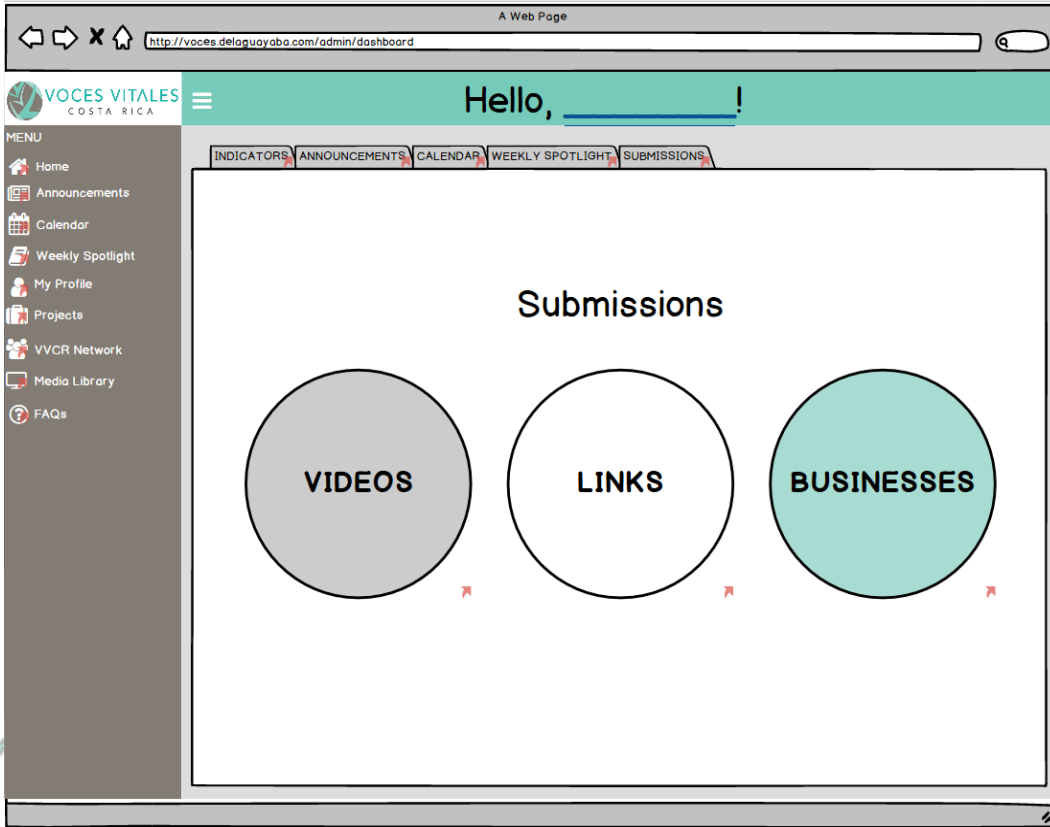 A Web Page
http://voces.delaguayaba.com/admin/dashboard
VOCES VITALES
COSTA RICA
Hello, __________!
MENU
Home
Announcements
Calendar
Weekly Spotlight
My Profile
Projects
VVCR Network
Media Library
FAQs
INDICATORS ANNOUNCEMENTS CALENDAR WEEKLY SPOTLIGHT SUBMISSIONS
Submissions
VIDEOS LINKS BUSINESSES